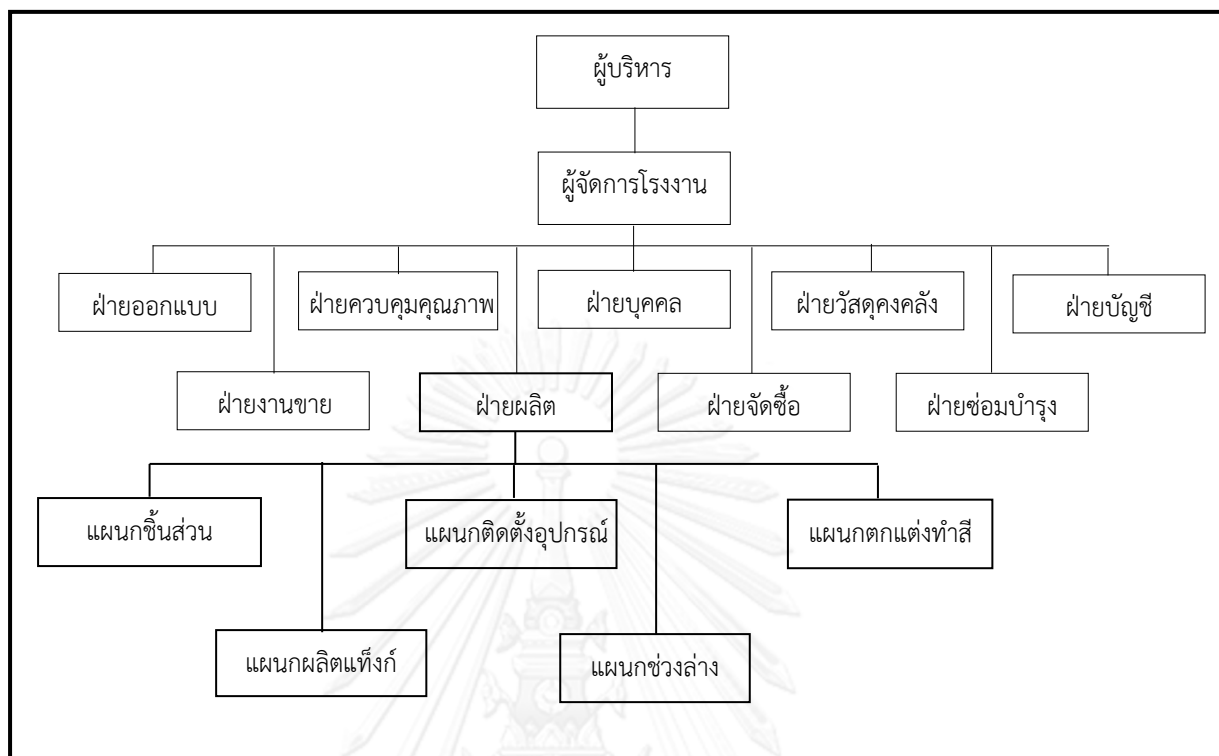 ผู้บริหาร
ผู้จัดการโรงงาน
ฝ่ายออกแบบ
ฝ่ายควบคุมคุณภาพ
ฝ่ายบุคคล
ฝ่ายวัสดุคงคลัง
ฝ่ายบัญชี
ฝ่ายงานขาย
ฝ่ายผลิต
ฝ่ายจัดซื้อ
ฝ่ายซ่อมบำรุง
แผนกชิ้นส่วน
แผนกติดตั้งอุปกรณ์
แผนกตกแต่งทำสี
แผนกผลิตแท็งก์
แผนกช่วงล่าง